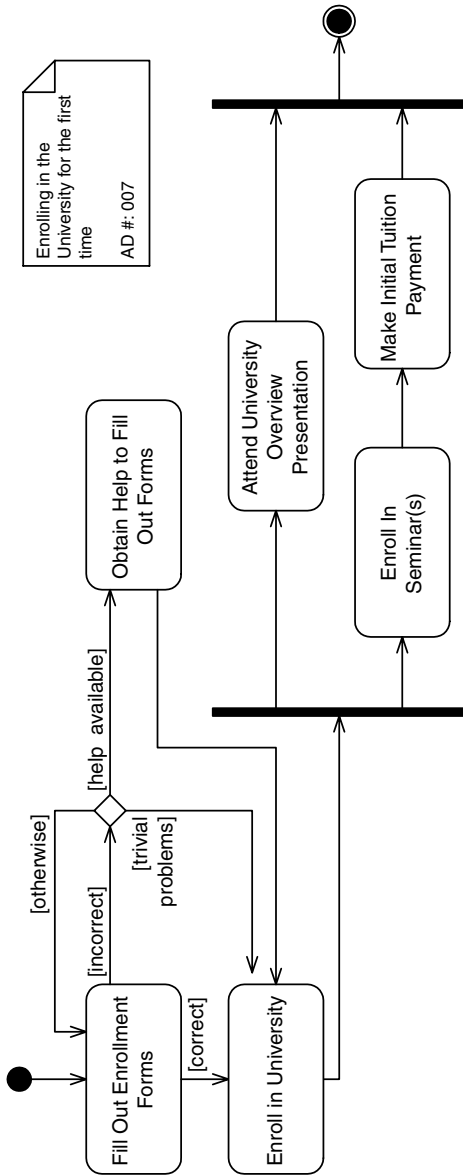 Enrolling in the
University for the first
time
AD #: 007
Fill Out Enrollment
Forms
[otherwise]
[incorrect]
[help available]
[trivial
problems]
[correct]
Obtain Help to Fill
Out Forms
Enroll in University
Attend University
Overview
Presentation
Enroll In
Seminar(s)
Make Initial Tuition
Payment